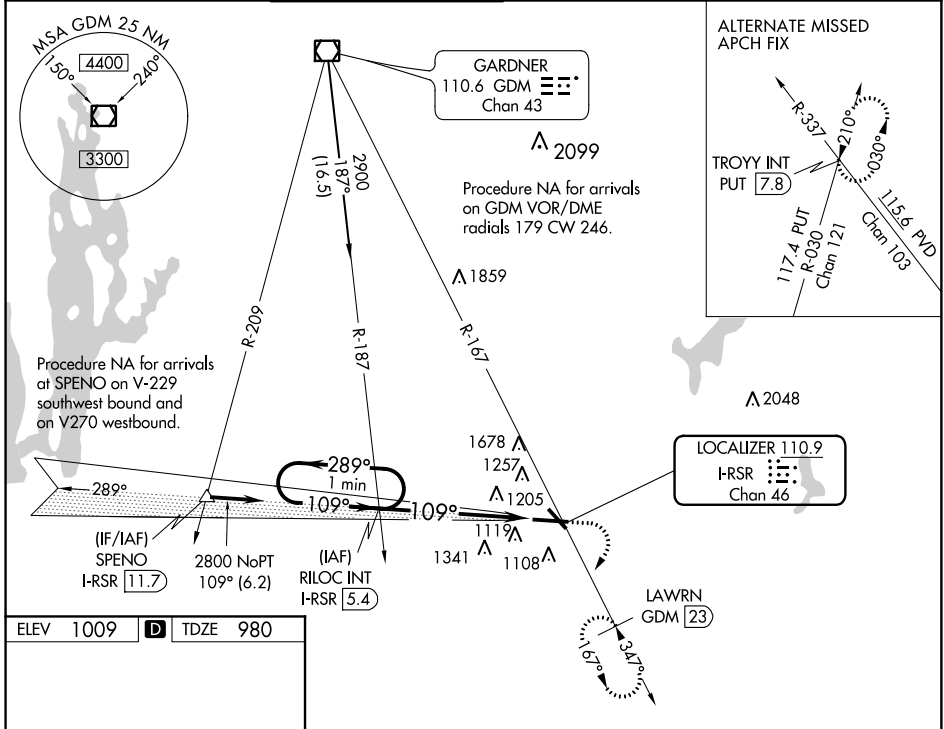 MSA GDM 25 NM
150°
240°
4400
3300
GARDNER
110.6 GDM
Chan 43
2099
Procedure NA for arrivals
on GDM VOR/DME
radials 179 CW 246.
2900
187°
(16.5)
1859
R-209
R-187
R-167
ALTERNATE MISSED
APCH FIX
R-337
210°
030°
TROYY INT
PUT 7.8
117.4 PUT
R-030
Chan 121
115.6 PVD
Chan 103
Procedure NA for arrivals
at SPENO on V-229
southwest bound and
on V270 westbound.
2048
1678
1257
1205
1119
1341
1108
LOCALIZER 110.9
I-RSR
Chan 46
289°
289°
1 min
109°
109°
(IF/IAF)
SPENO
I-RSR 11.7
2800 NoPT
109° (6.2)
(IAF)
RILOC INT
I-RSR 5.4
LAWRN
GDM 23
167°
347°
ELEV 1009 D TDZE 980